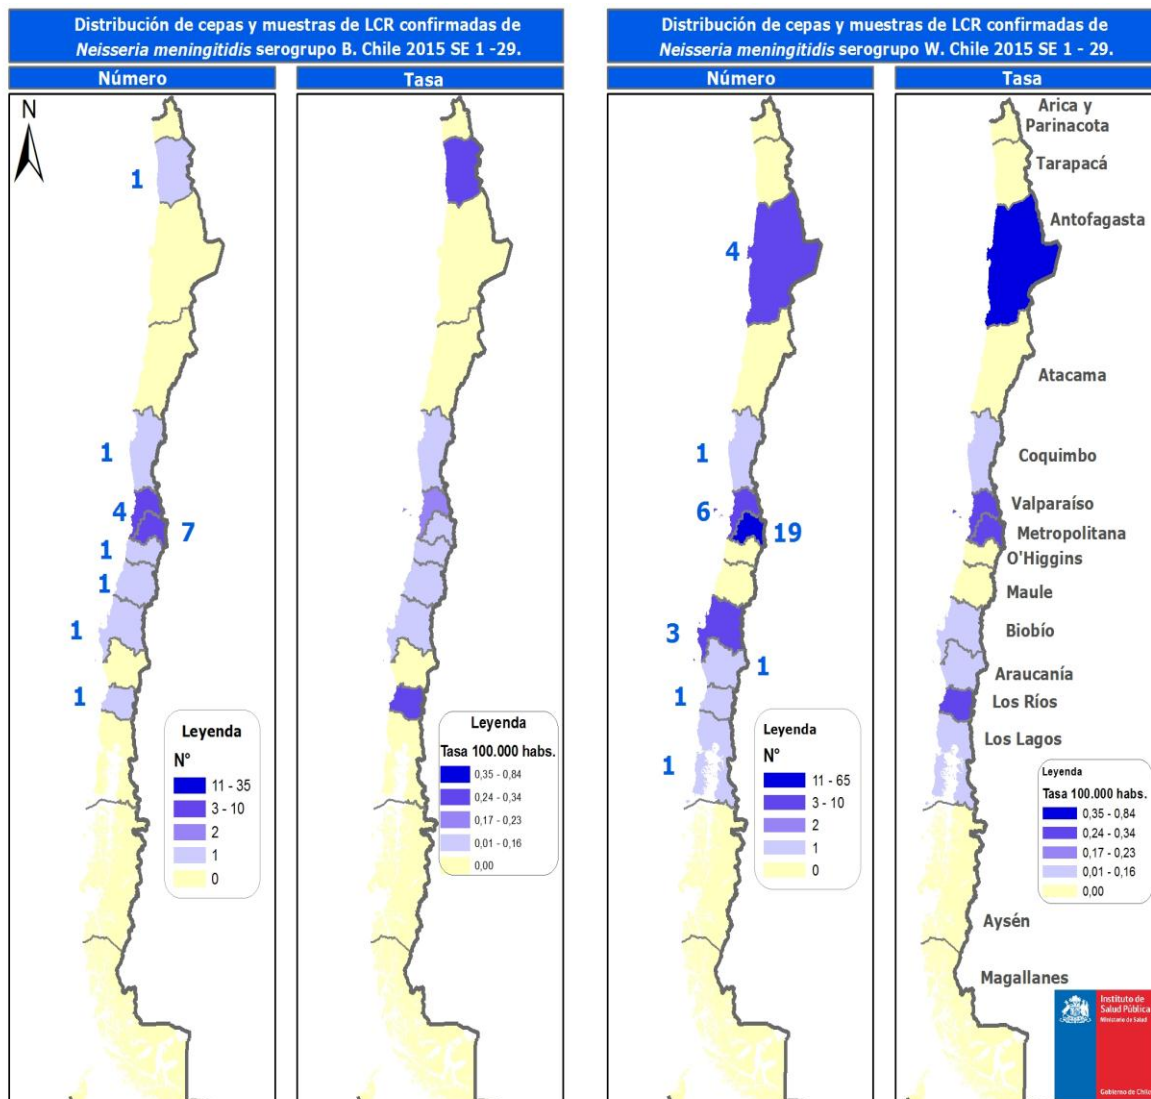 Distribución de cepas y muestras de LCR confirmadas de
Neisseria meningitidis serogrupo B. Chile 2015 SE 1 -29.
Número
Tasa
N
1
1
4
7
1
1
1
1
Leyenda
N°
11 - 35
3 - 10
2
1
0
Leyenda
Tasa 100.000 habs.
0,35 - 0,84
0,24 - 0,34
0,17 - 0,23
0,01 - 0,16
0,00
Distribución de cepas y muestras de LCR confirmadas de
Neisseria meningitidis serogrupo W. Chile 2015 SE 1 - 29.
Número
Tasa
4
1
6
19
3
1
1
1
Leyenda
N°
11 - 65
3 - 10
2
1
0
Arica y
Parinacota
Tarapacá
Antofagasta
Atacama
Coquimbo
Valparaíso
Metropolitana
O'Higgins
Maule
Biobío
Araucanía
Los Ríos
Los Lagos
Leyenda
Tasa 100.000 habs.
0,35 - 0,84
0,24 - 0,34
0,17 - 0,23
0,01 - 0,16
0,00
Aysén
Magallanes
Instituto de
Salud Pública
Ministerio de Salud
Gobierno de Chile